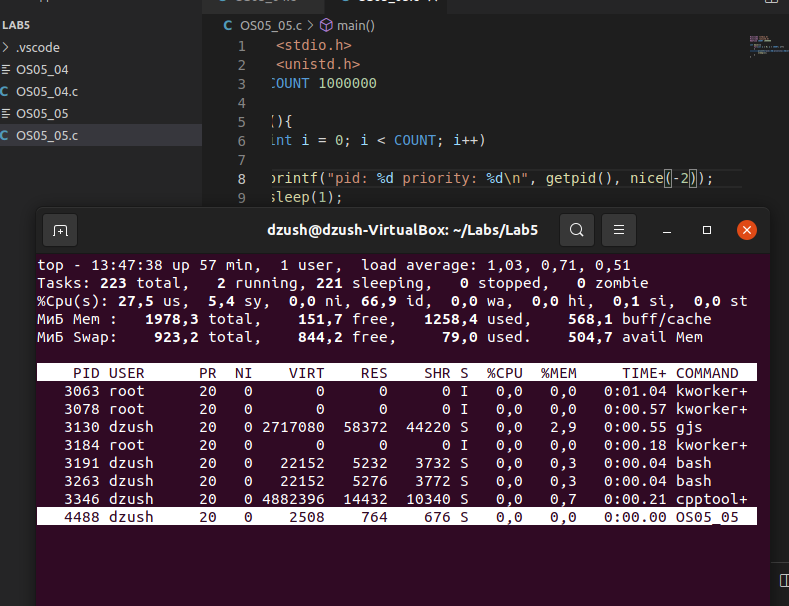 LAB5
.vscode
OS05_04
OS05_04.c
OS05_05
OS05_05.c
OS05_05.c > main()
1 <stdio.h>
2 <unistd.h>
3 COUNT 1000000
4
5 (){
6 int i = 0; i < COUNT; i++)
7
8 printf("pid: %d priority: %d\n", getpid(), nice(-2));
9 sleep(1);
dzush@dzush-VirtualBox: ~/Labs/Lab5
top - 13:47:38 up 57 min, 1 user, load average: 1,03, 0,71, 0,51
Tasks: 223 total, 2 running, 221 sleeping, 0 stopped, 0 zombie
%Cpu(s): 27,5 us, 5,4 sy, 0,0 ni, 66,9 id, 0,0 wa, 0,0 hi, 0,1 si, 0,0 st
МиБ Mem : 1978,3 total, 151,7 free, 1258,4 used, 568,1 buff/cache
МиБ Swap: 923,2 total, 844,2 free, 79,0 used. 504,7 avail Mem
PID USER PR NI VIRT RES SHR S %CPU %MEM TIME+ COMMAND
3063 root 20 0 0 0 0 I 0,0 0,0 0:01.04 kworker+
3078 root 20 0 0 0 0 I 0,0 0,0 0:00.57 kworker+
3130 dzush 20 0 2717080 58372 44220 S 0,0 2,9 0:00.55 gjs
3184 root 20 0 0 0 0 I 0,0 0,0 0:00.18 kworker+
3191 dzush 20 0 22152 5232 3732 S 0,0 0,3 0:00.04 bash
3263 dzush 20 0 22152 5276 3772 S 0,0 0,3 0:00.04 bash
3346 dzush 20 0 4882396 14432 10340 S 0,0 0,7 0:00.21 cpptool+
4488 dzush 20 0 2508 764 676 S 0,0 0,0 0:00.00 OS05_05